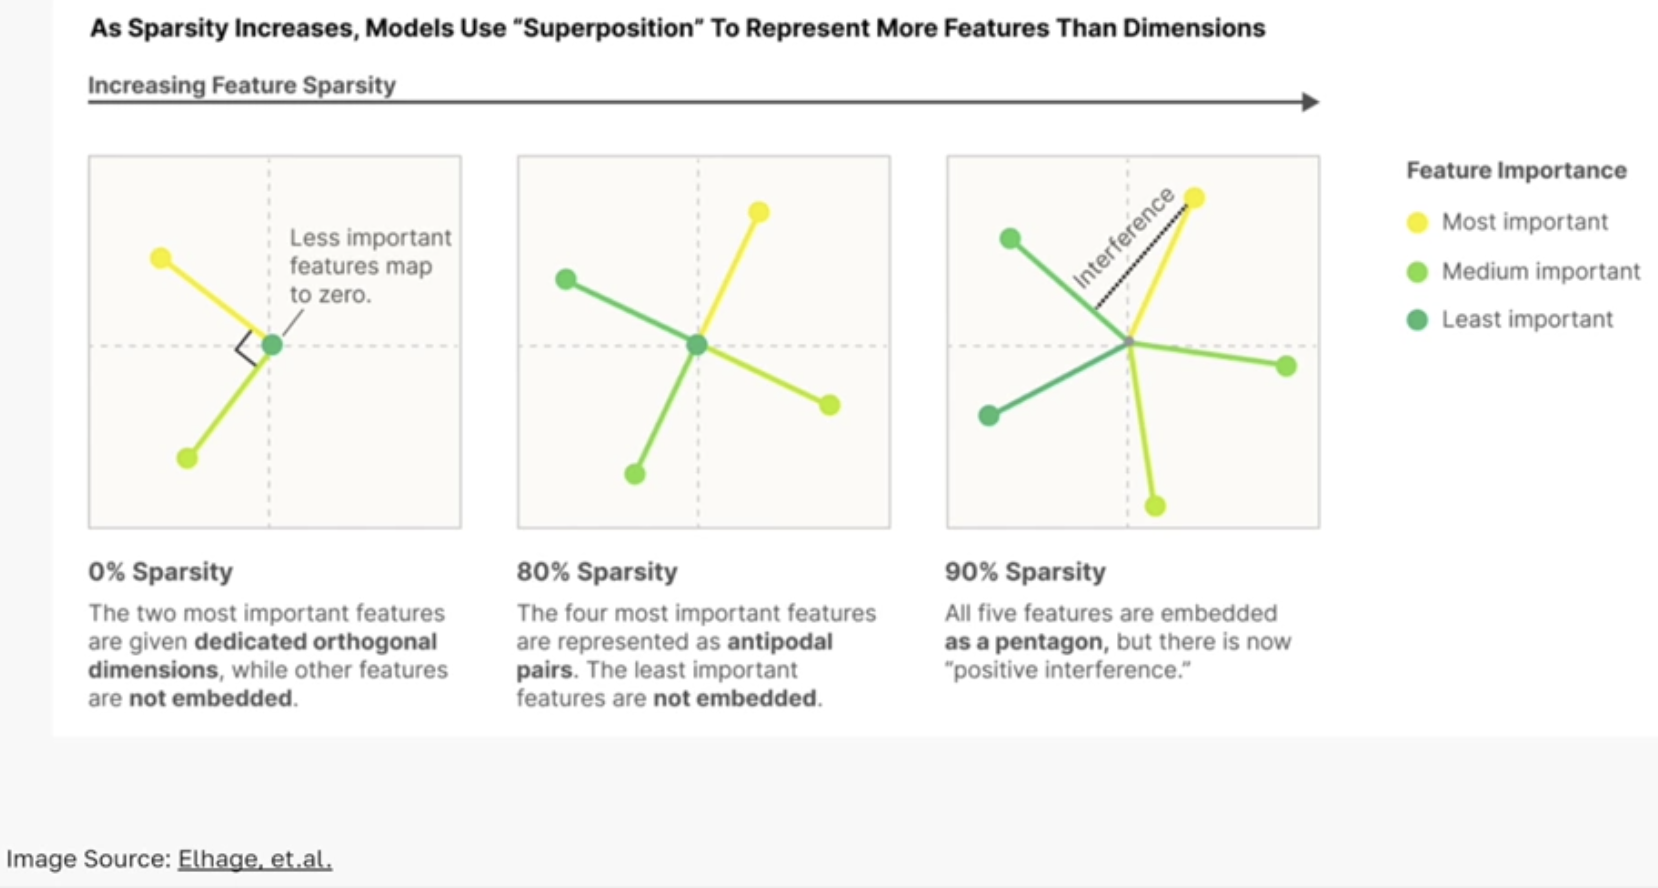 As Sparsity Increases, Models Use “Superposition” To Represent More Features Than Dimensions
Increasing Feature Sparsity
Less important
features map
to zero.
Interference
Feature Importance
Most important
Medium important
Least important
0% Sparsity
The two most important features
are given dedicated orthogonal
dimensions, while other features
are not embedded.
80% Sparsity
The four most important features
are represented as antipodal
pairs. The least important
features are not embedded.
90% Sparsity
All five features are embedded
as a pentagon, but there is now
“positive interference.”
Image Source: Elhage, et.al.